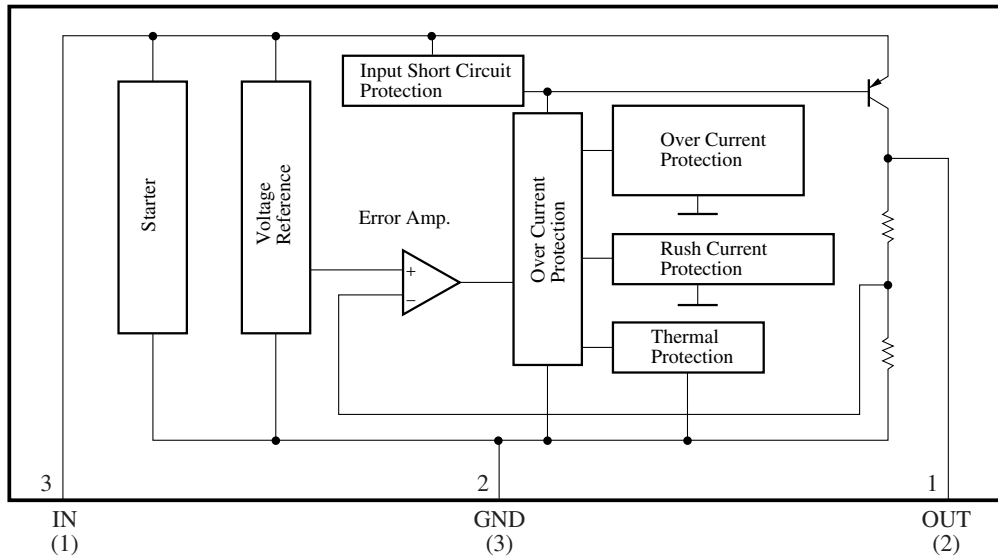 Input Short Circuit
Protection
Over Current
Protection
Starter
Voltage
Reference
Error Amp.
+
−
Over Current
Protection
Rush Current
Protection
Thermal
Protection
3
2
1
IN
GND
OUT
(1)
(3)
(2)